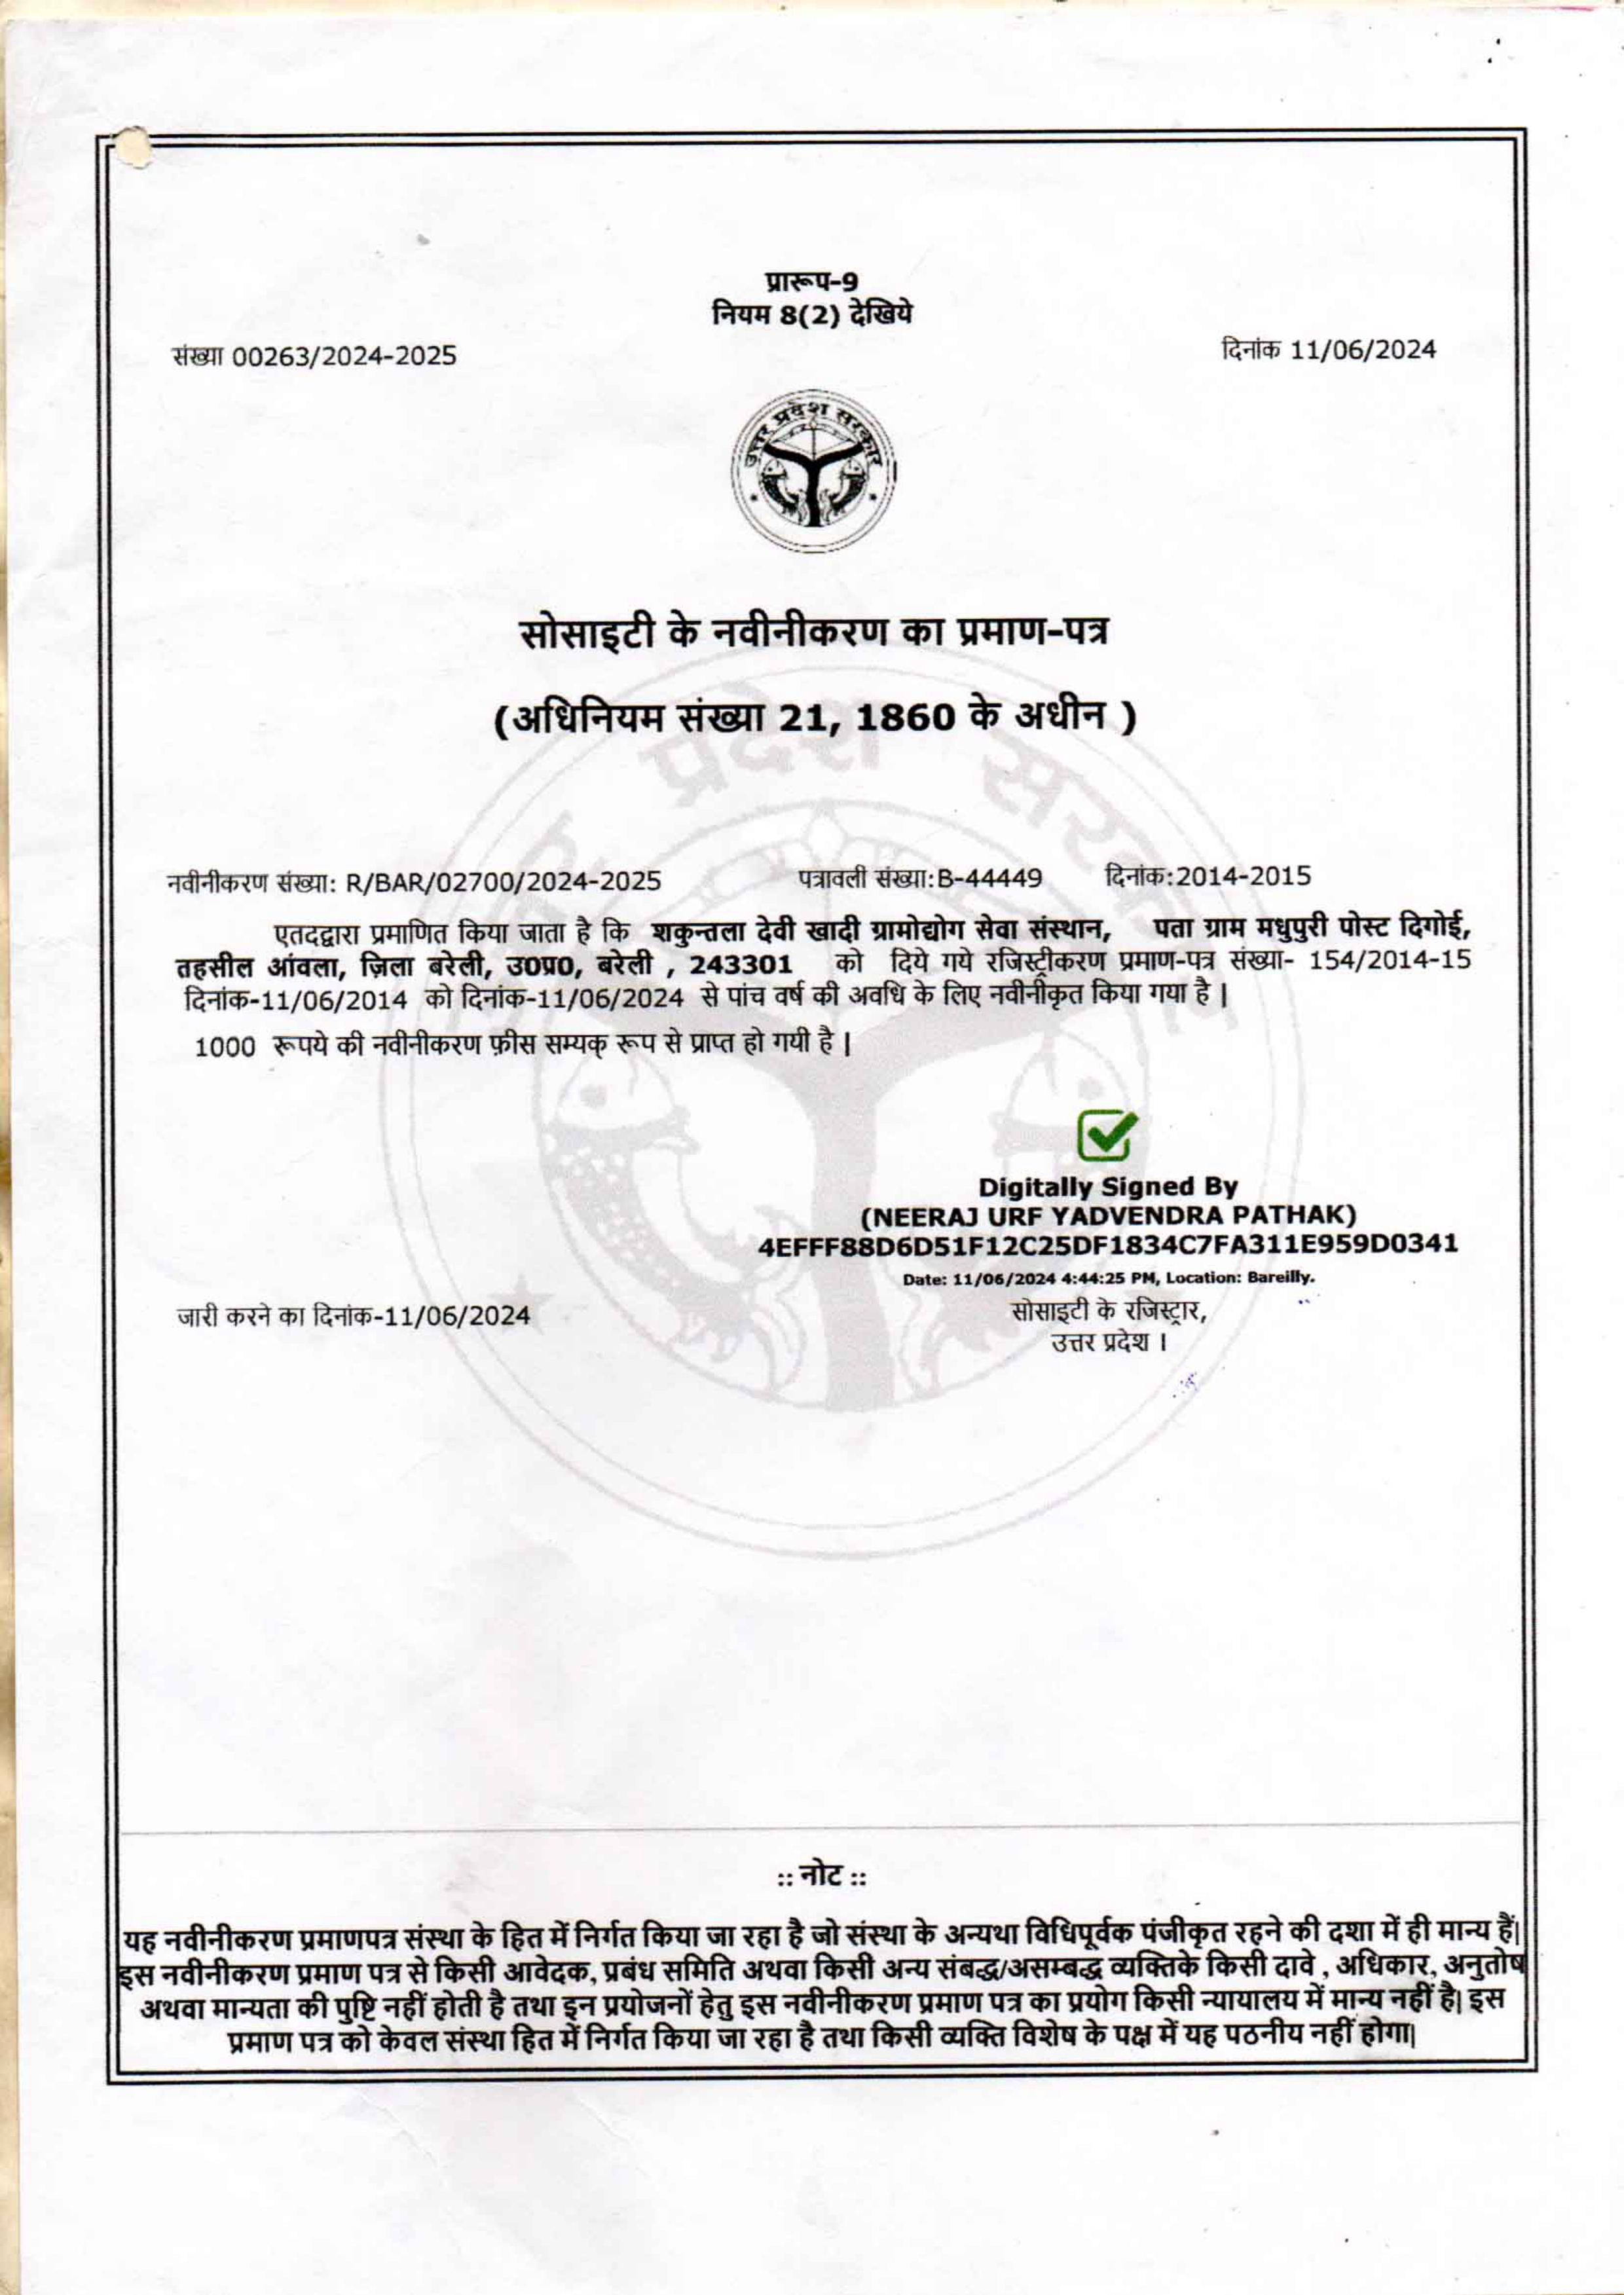 प्रारूप-9
नियम 8(2) देखिये
संख्या 00263/2024-2025
दिनांक 11/06/2024
उत्तर प्रदेश सरकार
सोसाइटी के नवीनीकरण का प्रमाण-पत्र
(अधिनियम संख्या 21, 1860 के अधीन )
नवीनीकरण संख्या: R/BAR/02700/2024-2025 पत्रावली संख्या:B-44449 दिनांक:2014-2015
एतदद्वारा प्रमाणित किया जाता है कि शकुन्तला देवी खादी ग्रामोद्योग सेवा संस्थान, पता ग्राम मधुपुरी पोस्ट दिगोई,
तहसील आंवला, ज़िला बरेली, उ0प्र0, बरेली , 243301 को दिये गये रजिस्ट्रीकरण प्रमाण-पत्र संख्या- 154/2014-15
दिनांक-11/06/2014 को दिनांक-11/06/2024 से पांच वर्ष की अवधि के लिए नवीनीकृत किया गया है |
1000 रूपये की नवीनीकरण फ़ीस सम्यक् रूप से प्राप्त हो गयी है |
Digitally Signed By
(NEERAJ URF YADVENDRA PATHAK)
4EFFF88D6D51F12C25DF1834C7FA311E959D0341
Date: 11/06/2024 4:44:25 PM, Location: Bareilly.
जारी करने का दिनांक-11/06/2024
सोसाइटी के रजिस्ट्रार,
उत्तर प्रदेश ।
:: नोट ::
यह नवीनीकरण प्रमाणपत्र संस्था के हित में निर्गत किया जा रहा है जो संस्था के अन्यथा विधिपूर्वक पंजीकृत रहने की दशा में ही मान्य हैं|
इस नवीनीकरण प्रमाण पत्र से किसी आवेदक, प्रबंध समिति अथवा किसी अन्य संबद्ध/असम्बद्ध व्यक्तिके किसी दावे , अधिकार, अनुतोष
अथवा मान्यता की पुष्टि नहीं होती है तथा इन प्रयोजनों हेतु इस नवीनीकरण प्रमाण पत्र का प्रयोग किसी न्यायालय में मान्य नहीं है| इस
प्रमाण पत्र को केवल संस्था हित में निर्गत किया जा रहा है तथा किसी व्यक्ति विशेष के पक्ष में यह पठनीय नहीं होगा|